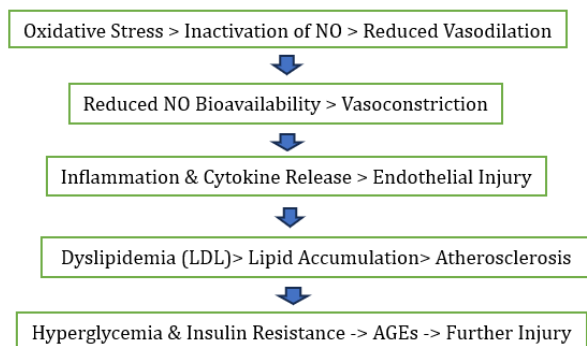 Oxidative Stress > Inactivation of NO > Reduced Vasodilation
Reduced NO Bioavailability > Vasoconstriction
Inflammation & Cytokine Release > Endothelial Injury
Dyslipidemia (LDL)> Lipid Accumulation> Atherosclerosis
Hyperglycemia & Insulin Resistance -> AGEs -> Further Injury